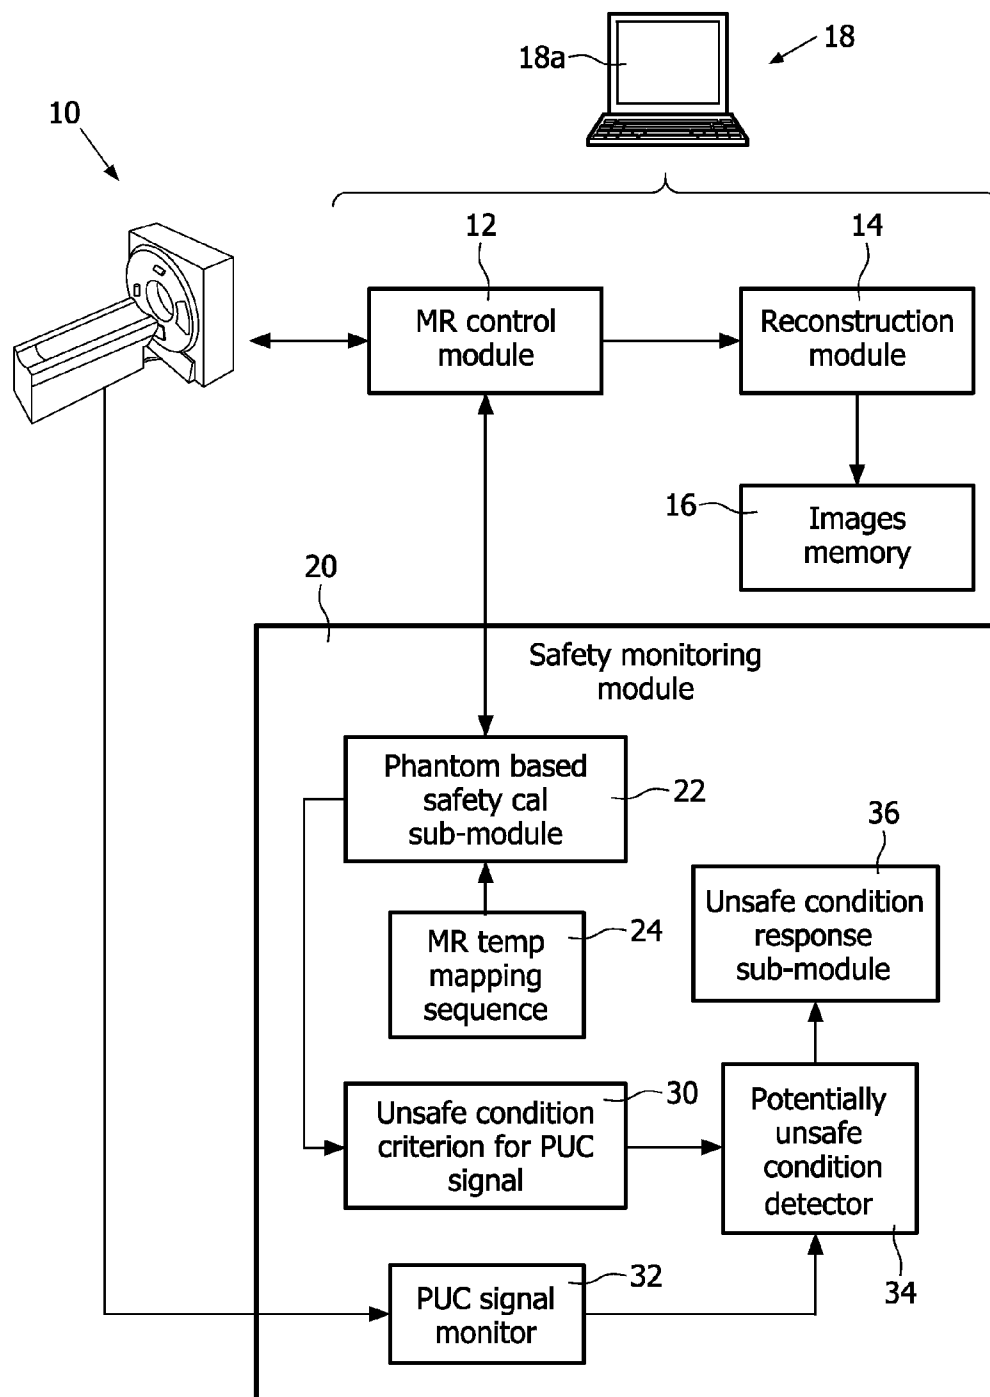 18a
18
10
12
14
MR control
module
Reconstruction
module
16
Images
memory
20
Safety monitoring
module
Phantom based
safety cal
sub-module
22
36
Unsafe condition
response
sub-module
MR temp
mapping
sequence
24
30
Unsafe condition
criterion for PUC
signal
Potentially
unsafe
condition
detector
32
34
PUC signal
monitor